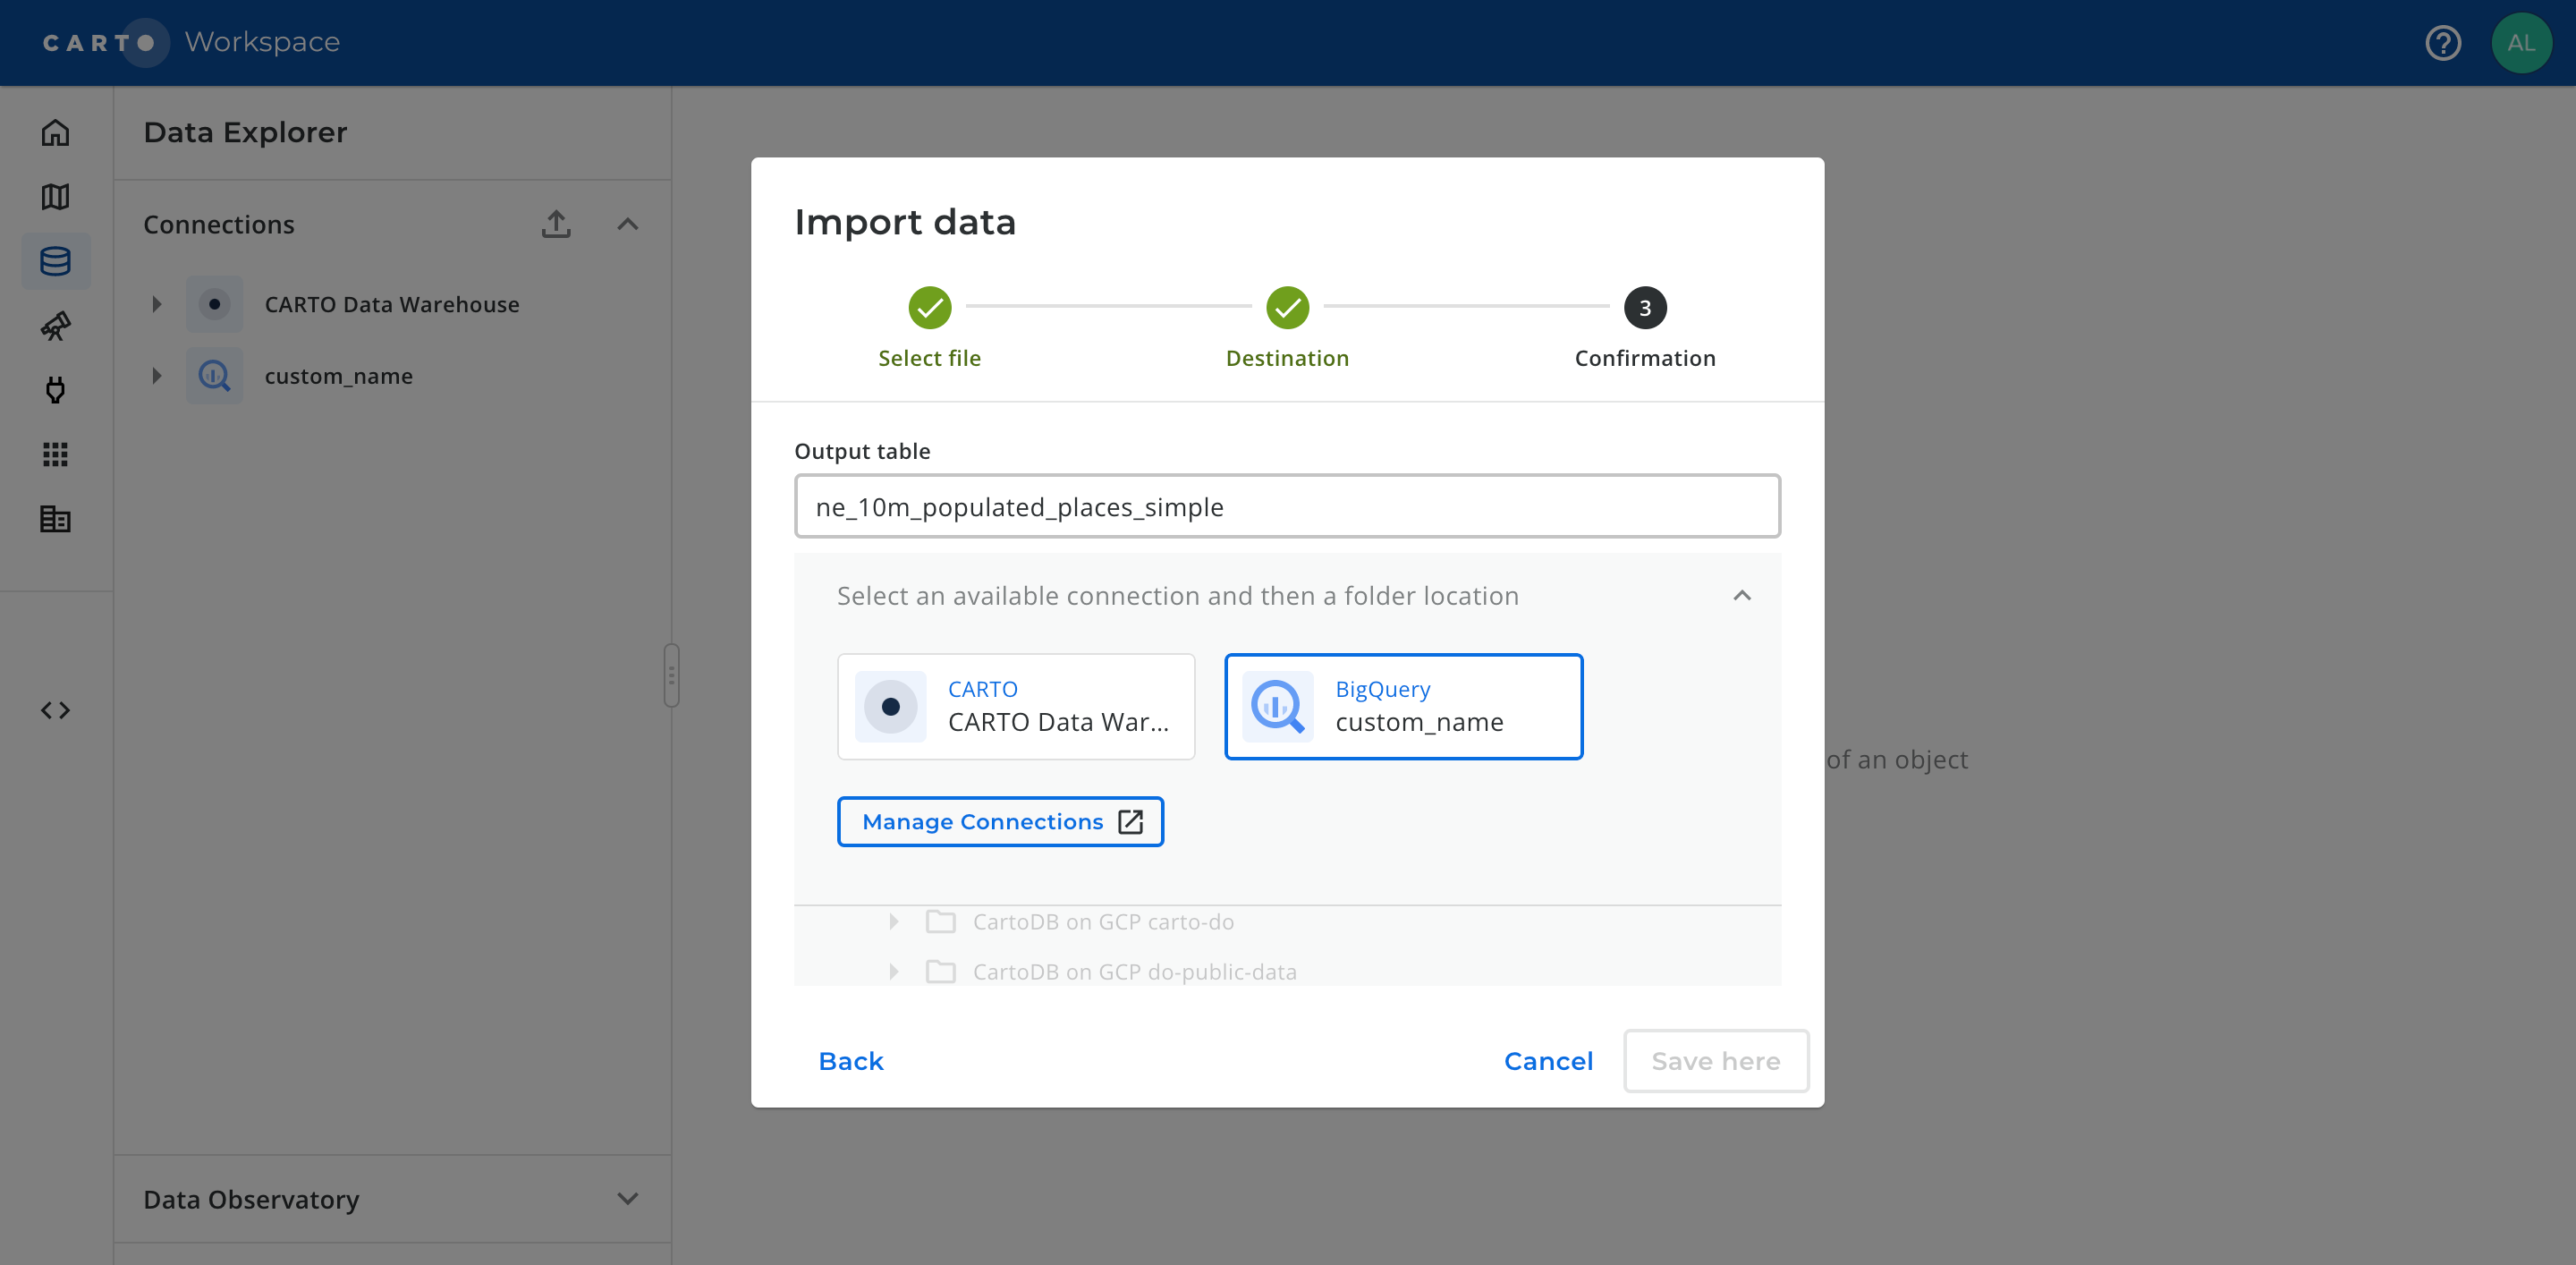 CARTO Workspace
AL
Data Explorer
Connections
CARTO Data Warehouse
custom_name
Data Observatory
Import data
3
Select file
Destination
Confirmation
Output table
ne_10m_populated_places_simple
Select an available connection and then a folder location
CARTO
CARTO Data War...
BigQuery
custom_name
Manage Connections
CartoDB on GCP carto-do
CartoDB on GCP do-public-data
Back
Cancel
Save here
of an object